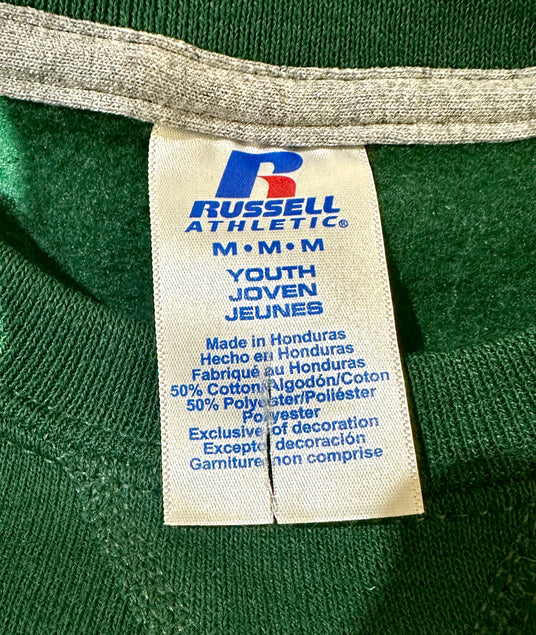 R
RUSSELL
ATHLETIC®
M•M•M
YOUTH
JOVEN
JEUNES
Made in Honduras
Hecho en Honduras
Fabriqué au Honduras
50% Cotton/Algodón/Coton
50% Polyester/Poliéster
Polyester
Exclusive of decoration
Excepto decoración
Garniture non comprise